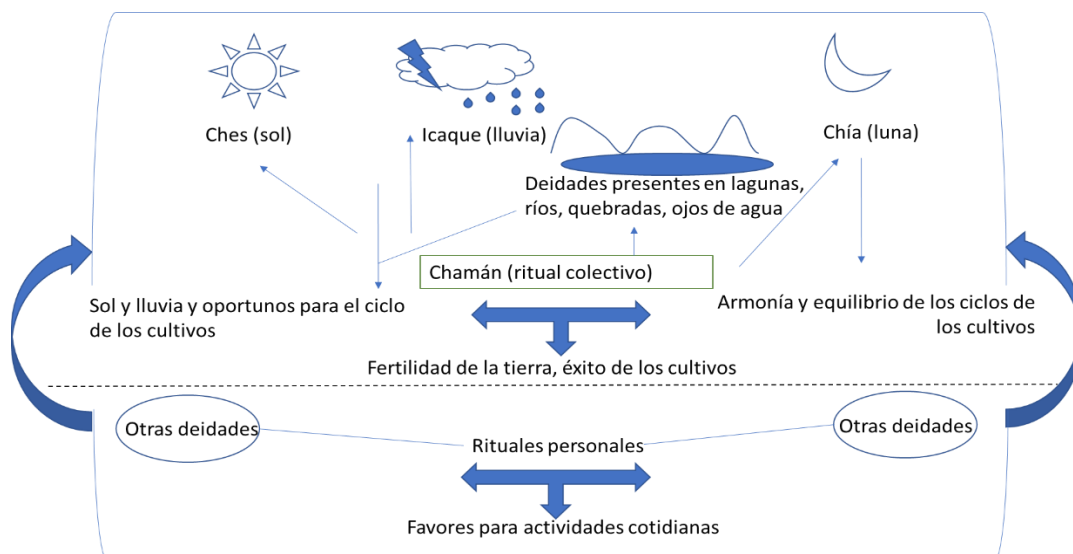 Ches (sol)
Icaque (lluvia)
Chía (luna)
Deidades presentes en lagunas,
ríos, quebradas, ojos de agua
Chamán (ritual colectivo)
Sol y lluvia y oportunos para el ciclo
de los cultivos
Armonía y equilibrio de los ciclos de
los cultivos
Fertilidad de la tierra, éxito de los cultivos
Otras deidades
Otras deidades
Rituales personales
Favores para actividades cotidianas